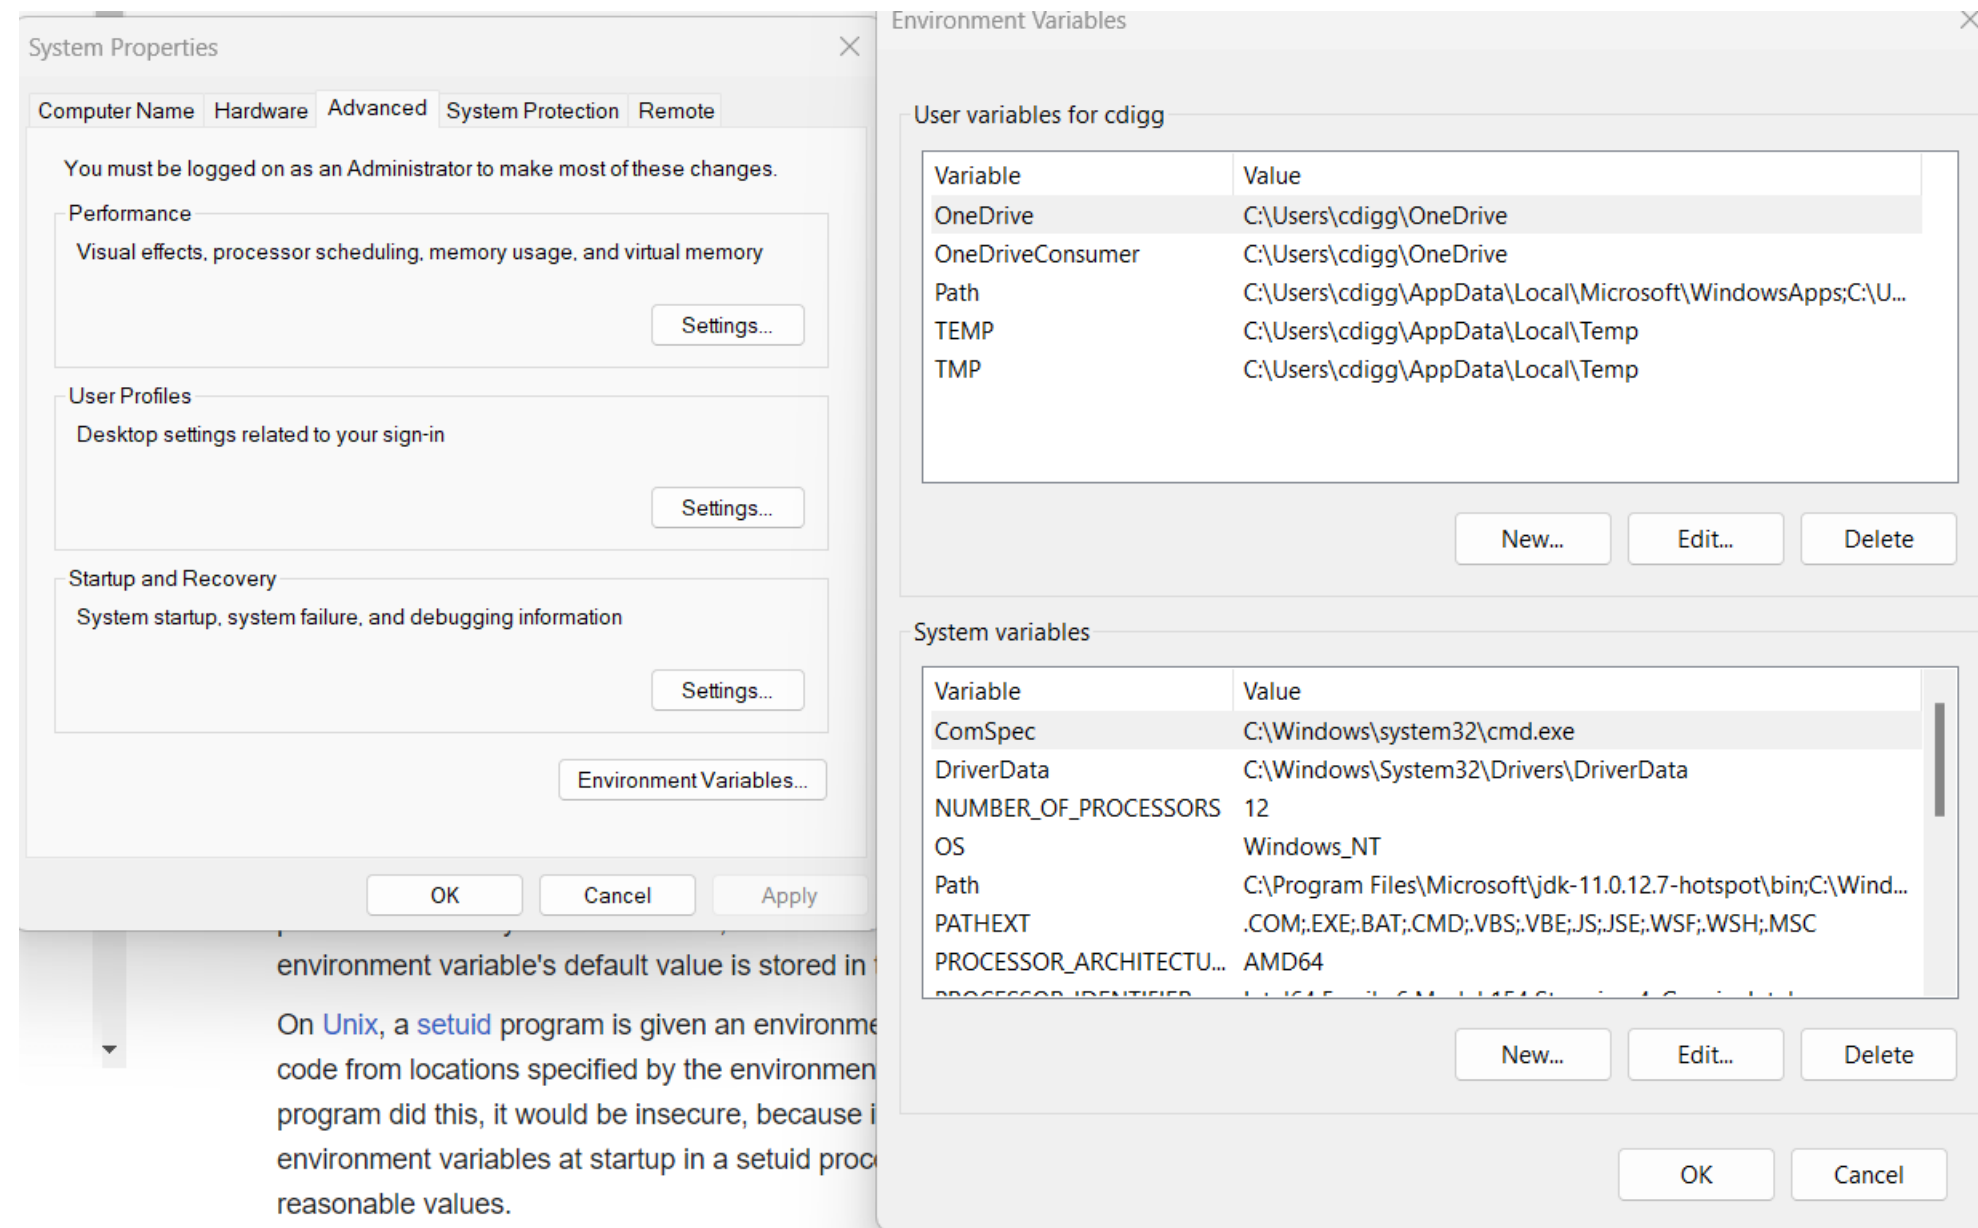 System Properties
Computer Name Hardware Advanced System Protection Remote
You must be logged on as an Administrator to make most of these changes.
Performance
Visual effects, processor scheduling, memory usage, and virtual memory
Settings...
User Profiles
Desktop settings related to your sign-in
Settings...
Startup and Recovery
System startup, system failure, and debugging information
Settings...
Environment Variables...
OK Cancel Apply
environment variable's default value is stored in
On Unix, a setuid program is given an environme
code from locations specified by the environmen
program did this, it would be insecure, because i
environment variables at startup in a setuid proc
reasonable values.
Environment Variables
User variables for cdigg
Variable Value
OneDrive C:\Users\cdigg\OneDrive
OneDriveConsumer C:\Users\cdigg\OneDrive
Path C:\Users\cdigg\AppData\Local\Microsoft\WindowsApps;C:\U...
TEMP C:\Users\cdigg\AppData\Local\Temp
TMP C:\Users\cdigg\AppData\Local\Temp
New... Edit... Delete
System variables
Variable Value
ComSpec C:\Windows\system32\cmd.exe
DriverData C:\Windows\System32\Drivers\DriverData
NUMBER_OF_PROCESSORS 12
OS Windows_NT
Path C:\Program Files\Microsoft\jdk-11.0.12.7-hotspot\bin;C:\Wind...
PATHEXT .COM;.EXE;.BAT;.CMD;.VBS;.VBE;.JS;.JSE;.WSF;.WSH;.MSC
PROCESSOR_ARCHITECTU... AMD64
New... Edit... Delete
OK Cancel